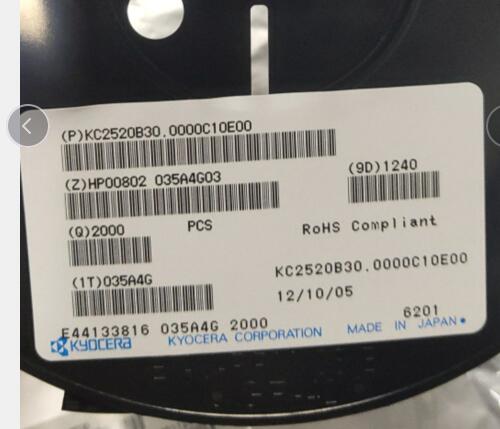 (P)KC2520B30.0000C10E00
(Z)HP00802 035A4G03
(9D)1240
(Q)2000 PCS
RoHS Compliant
(1T)035A4G
KC2520B30.0000C10E00
12/10/05
6201
E44133816 035A4G 2000
KYOCERA KYOCERA CORPORATION MADE IN JAPAN